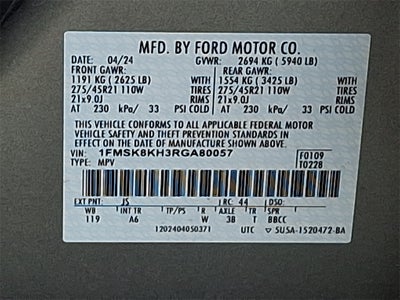 MFD. BY FORD MOTOR CO.
DATE: 04/24 GVWR: 2694 KG ( 5940 LB)
FRONT GAWR: REAR GAWR:
1191 KG ( 2625 LB) 1554 KG ( 3425 LB)
275/45R21 110W TIRES 275/45R21 110W TIRES
21x9.0J RIMS 21x9.0J RIMS
AT 230 kPa/ 33 PSI COLD AT 230 kPa/ 33 PSI COLD
THIS VEHICLE CONFORMS TO ALL APPLICABLE FEDERAL MOTOR
VEHICLE SAFETY AND THEFT PREVENTION STANDARDS IN
EFFECT ON THE DATE OF MANUFACTURE SHOWN ABOVE.
VIN: 1FMSK8KH3RGA80057 F0109
TYPE: MPV T0228
EXT PNT: JS RC: 44
WB INT TR R AXLE TR
119 A6 W 3B T BBCC
1202404050371 UTC 5U5A-1520472-BA